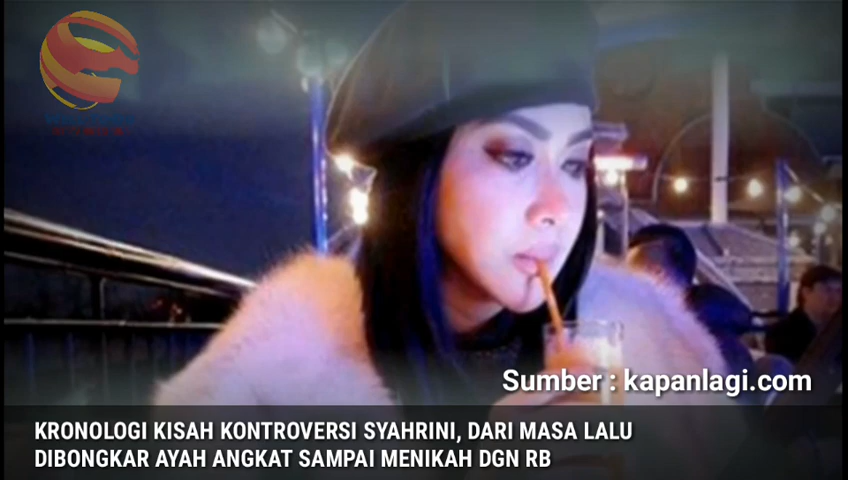 Sumber : kapanlagi.com
KRONOLOGI KISAH KONTROVERSI SYAHRINI, DARI MASA LALU
DIBONGKAR AYAH ANGKAT SAMPAI MENIKAH DGN RB